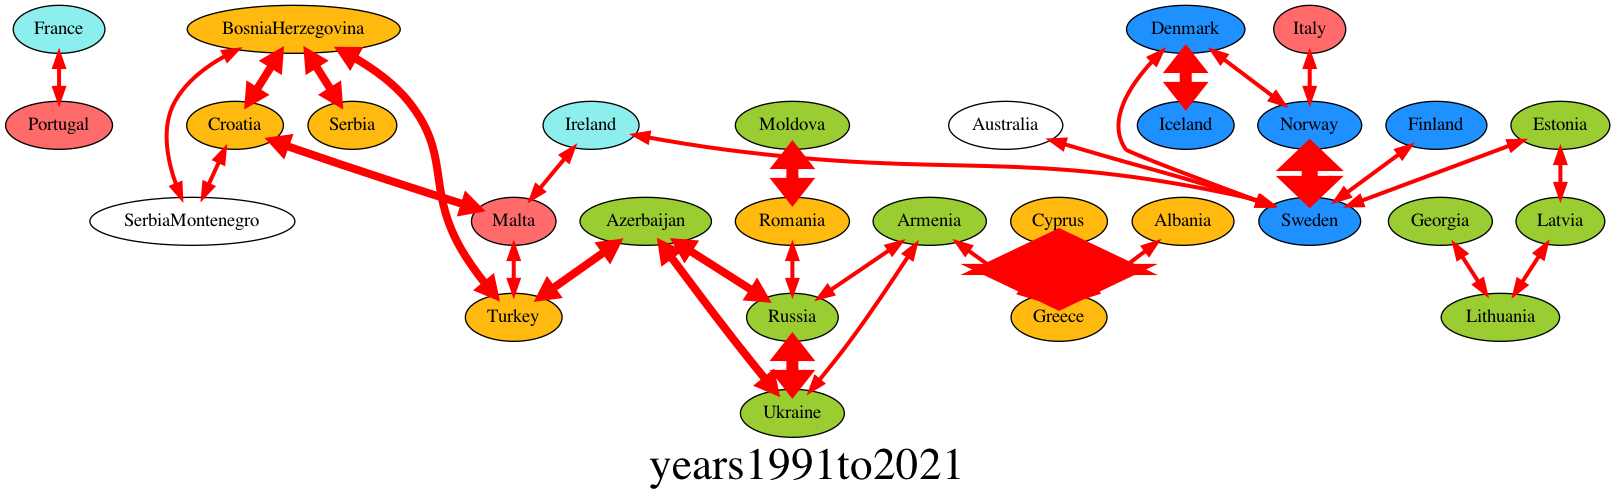 France
BosniaHerzegovina
Denmark
Italy
Portugal
Croatia
Serbia
Ireland
Moldova
Australia
Iceland
Norway
Finland
Estonia
SerbiaMontenegro
Malta
Azerbaijan
Romania
Armenia
Cyprus
Albania
Sweden
Georgia
Latvia
Turkey
Russia
Greece
Lithuania
Ukraine
years1991to2021